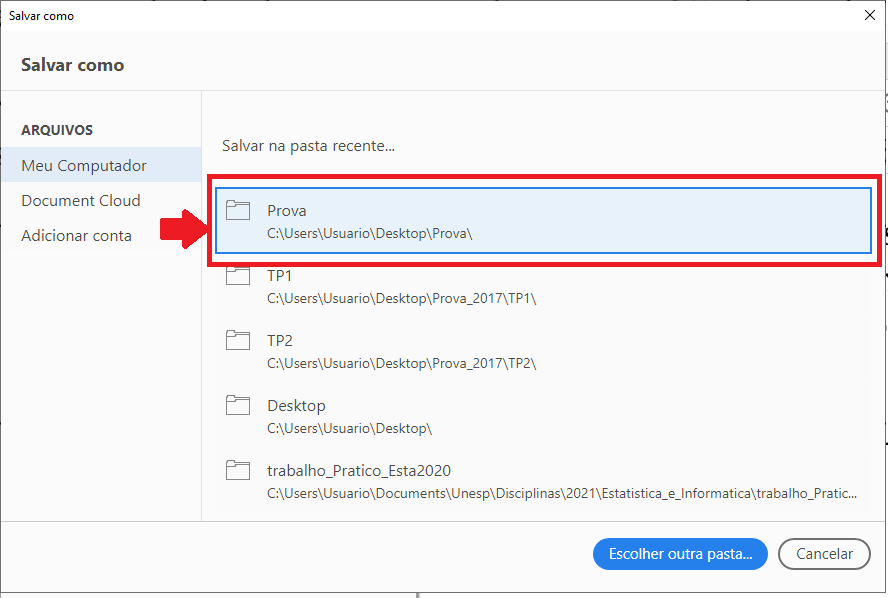 Salvar como
Salvar como
ARQUIVOS
Meu Computador
Document Cloud
Adicionar conta
Salvar na pasta recente...
Prova
C:\Users\Usuario\Desktop\Prova\
TP1
C:\Users\Usuario\Desktop\Prova_2017\TP1\
TP2
C:\Users\Usuario\Desktop\Prova_2017\TP2\
Desktop
C:\Users\Usuario\Desktop\
trabalho_Pratico_Esta2020
C:\Users\Usuario\Documents\Unesp\Disciplinas\2021\Estatistica_e_Informatica\trabalho_Pratic...
Escolher outra pasta...
Cancelar